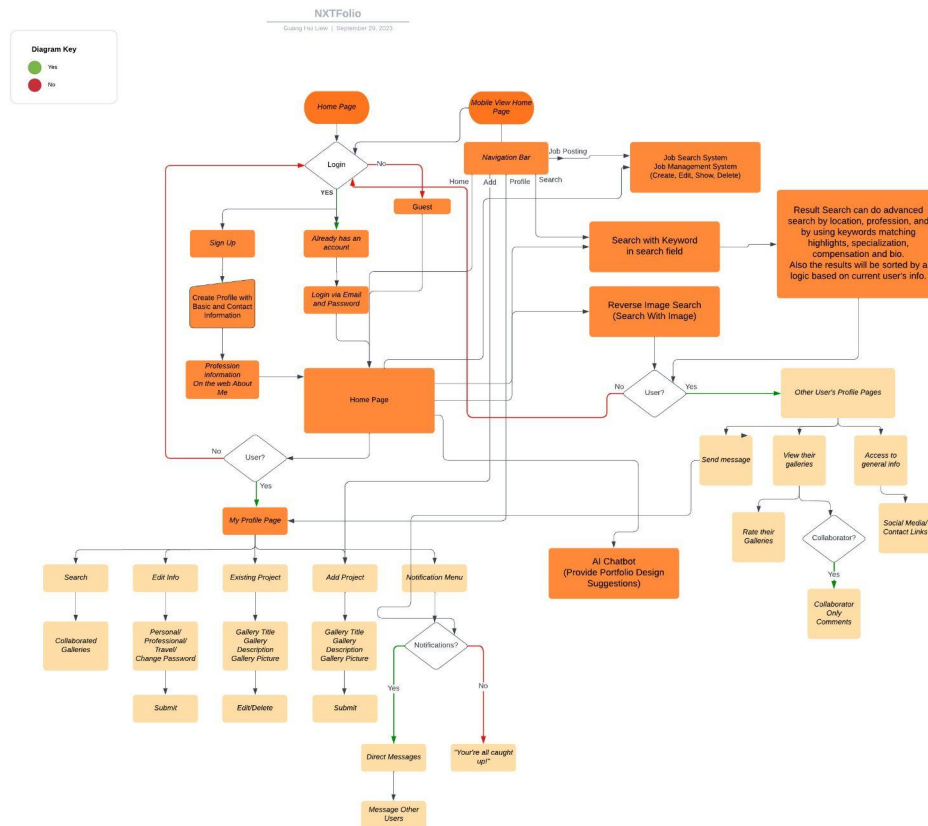 NXTFolio
Guang Hui Liew | September 29, 2023
Diagram Key
Yes
No
Home Page
Mobile View Home
Page
Login
No
YES
Guest
Navigation Bar
Job Posting
Home
Add
Profile
Search
Job Search System
Job Management System
(Create, Edit, Show, Delete)
Sign Up
Already has an
account
Search with Keyword
in search field
Result Search can do advanced
search by location, profession, and
by using keywords matching
highlights, specialization,
compensation and bio.
Also the results will be sorted by a
logic based on current user's info.
Create Profile with
Basic and Contact
Information
Login via Email
and Password
Reverse Image Search
(Search With Image)
Profession
information
On the web About
Me
Home Page
No
User?
Yes
Other User's Profile Pages
No
User?
Yes
Send message
View their
galleries
Access to
general info
My Profile Page
Rate their
Galleries
Collaborator?
Social Media/
Contact Links
Yes
Collaborator
Only
Comments
AI Chatbot
(Provide Portfolio Design
Suggestions)
Search
Edit Info
Existing Project
Add Project
Notification Menu
Collaborated
Galleries
Personal/
Professional/
Travel/
Change Password
Gallery Title
Gallery
Description
Gallery Picture
Gallery Title
Gallery
Description
Gallery Picture
Notifications?
Yes
No
Submit
Edit/Delete
Submit
Direct Messages
"Your're all caught
up!"
Message Other
Users